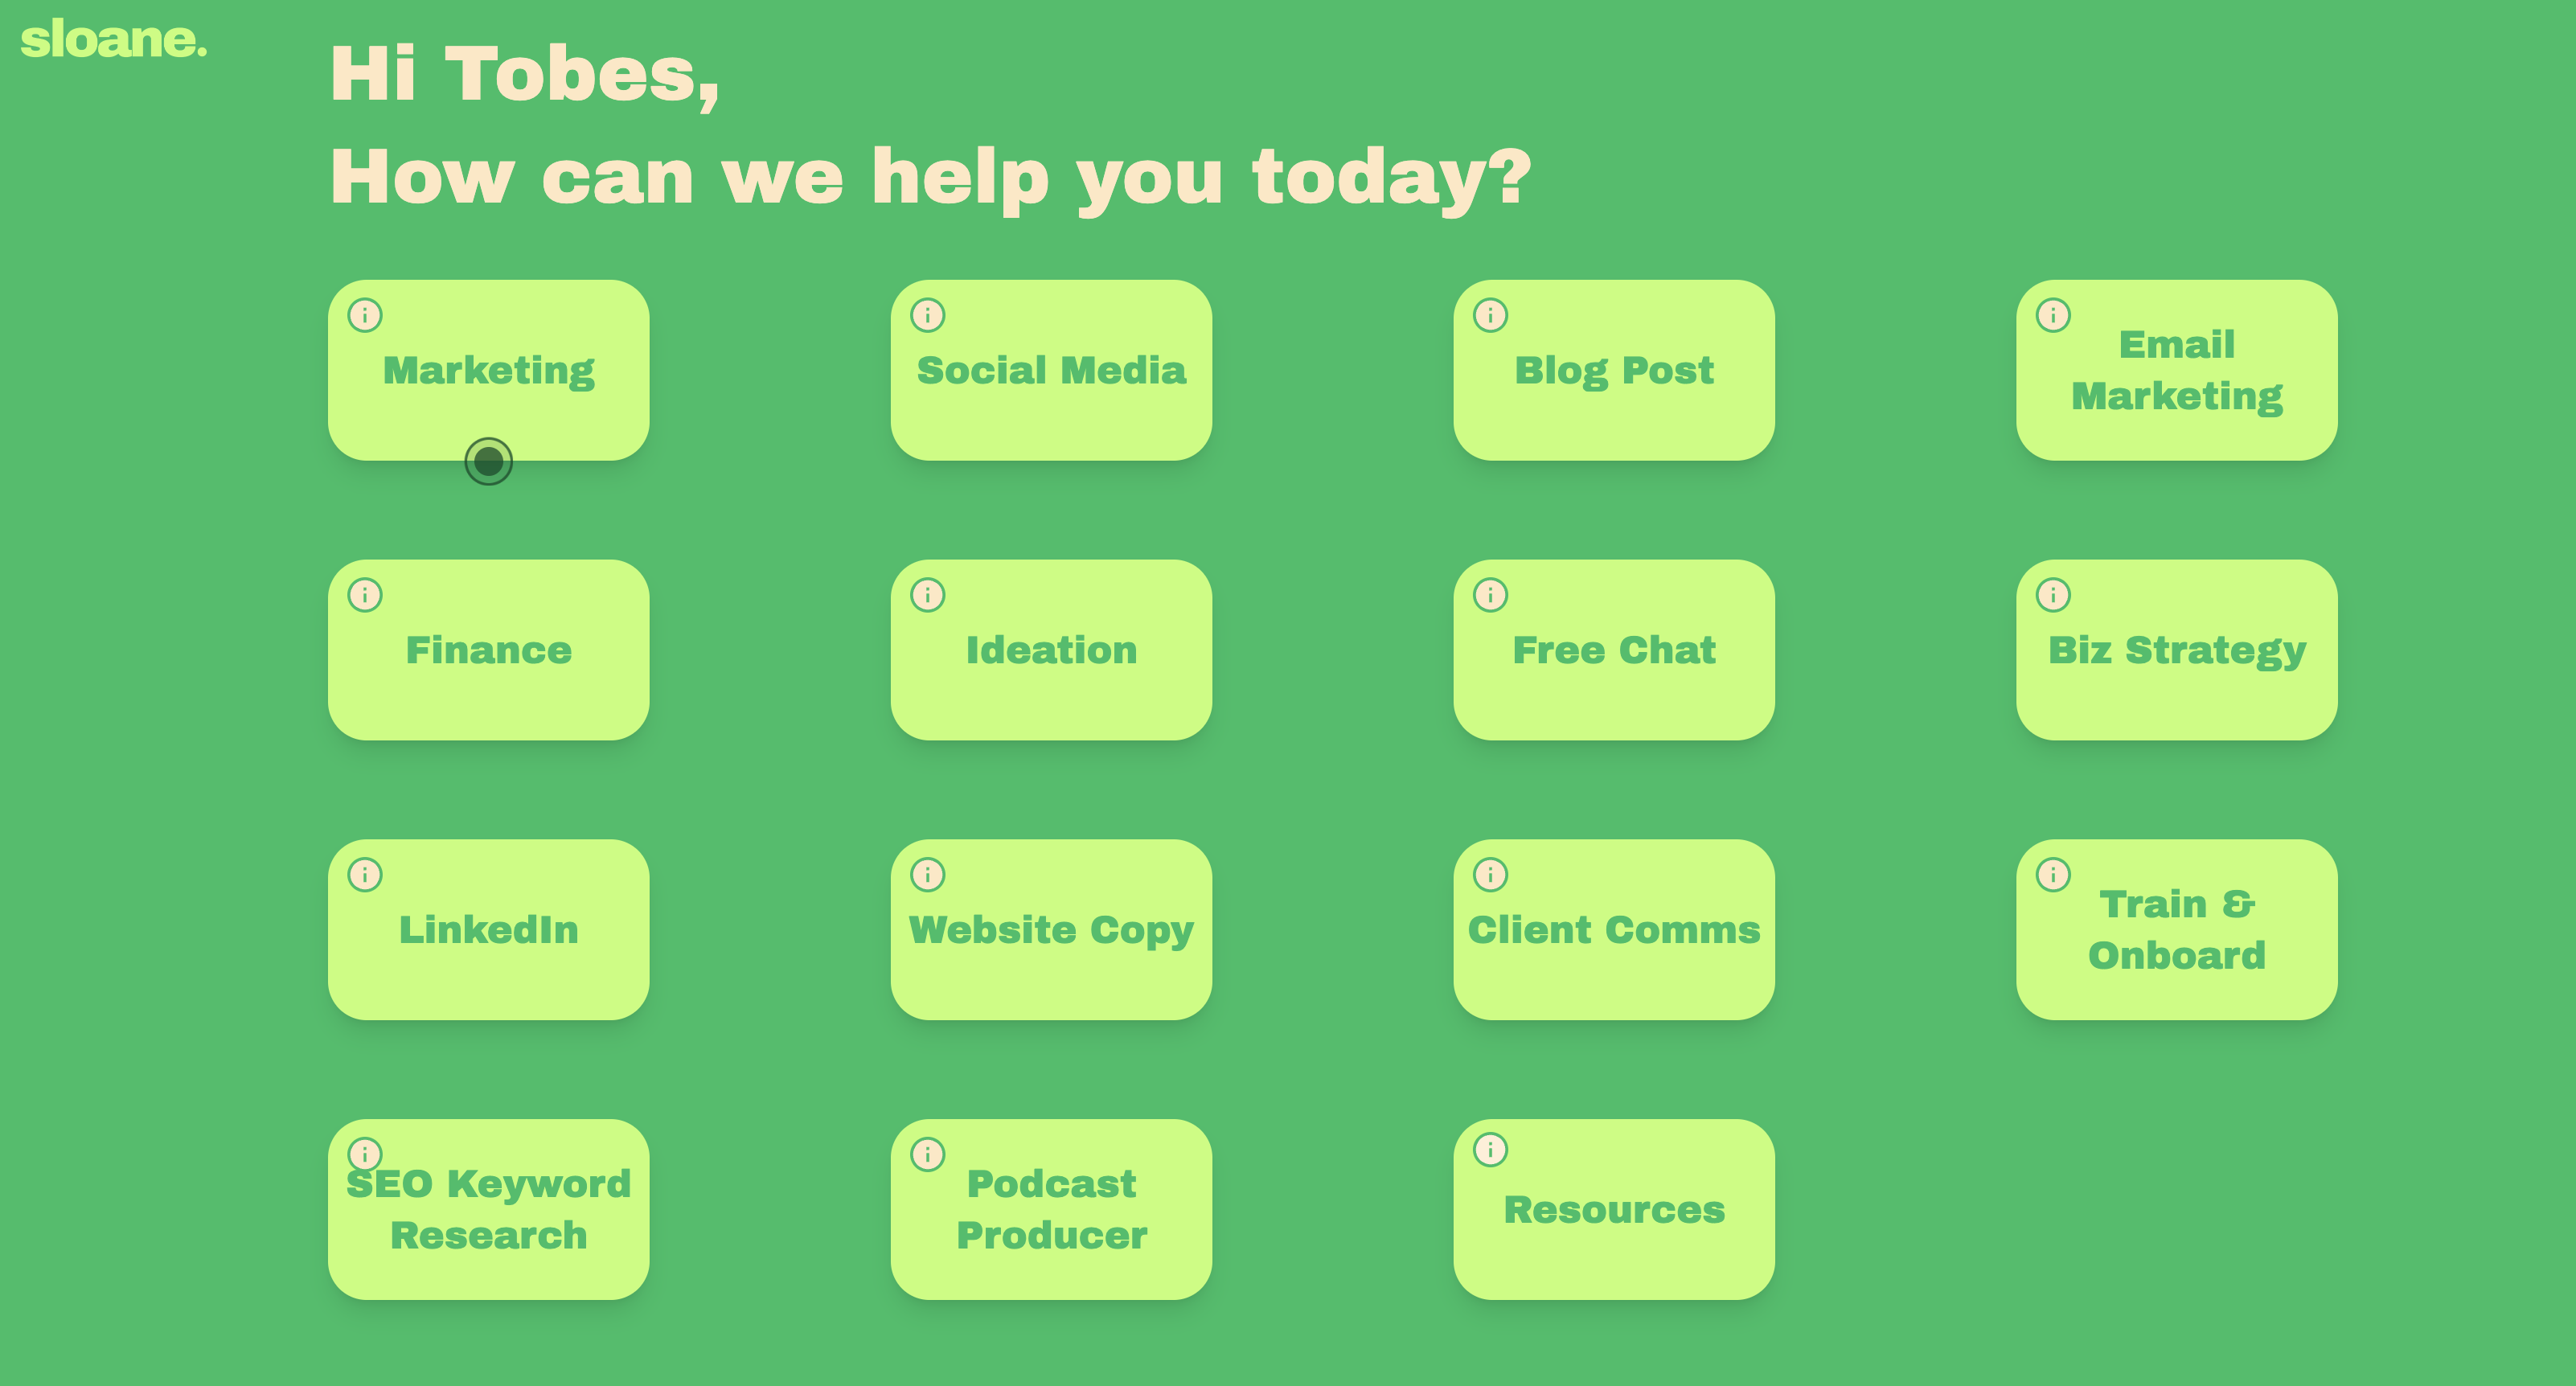 sloane.
Hi Tobes,
How can we help you today?
i
Marketing
i
Social Media
i
Blog Post
i
Email
Marketing
i
Finance
i
Ideation
i
Free Chat
i
Biz Strategy
i
LinkedIn
i
Website Copy
i
Client Comms
i
Train &
Onboard
i
SEO Keyword
Research
i
Podcast
Producer
i
Resources